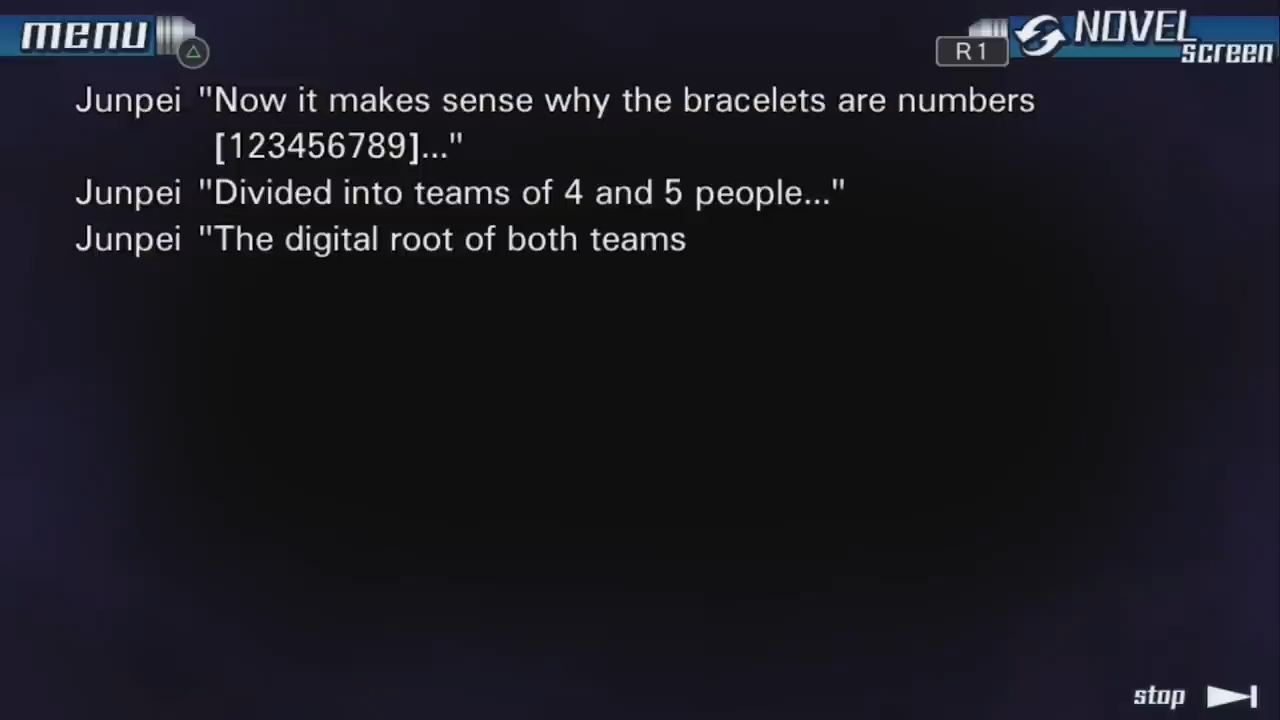 menu
R1
NOVEL
screen
Junpei "Now it makes sense why the bracelets are numbers
[123456789]..."
Junpei "Divided into teams of 4 and 5 people..."
Junpei "The digital root of both teams
stop